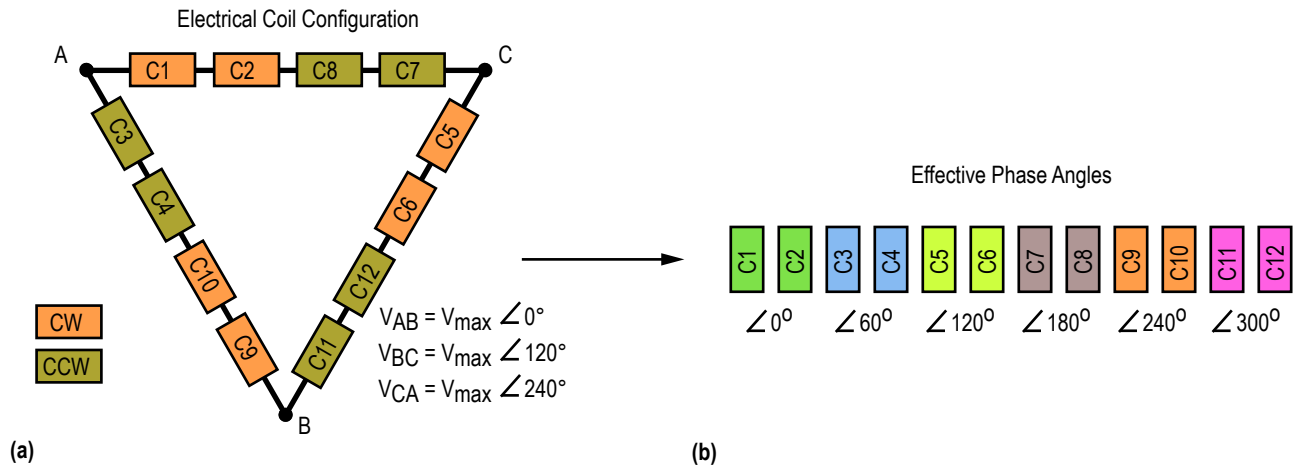 Electrical Coil Configuration
A
C
C1
C2
C8
C7
C3
C4
C10
C9
C5
C6
C12
C11
B
CW
CCW
VAB = Vmax ∠0°
VBC = Vmax ∠120°
VCA = Vmax ∠240°
(a)
Effective Phase Angles
C1 C2 C3 C4 C5 C6 C7 C8 C9 C10 C11 C12
∠0° ∠60° ∠120° ∠180° ∠240° ∠300°
(b)